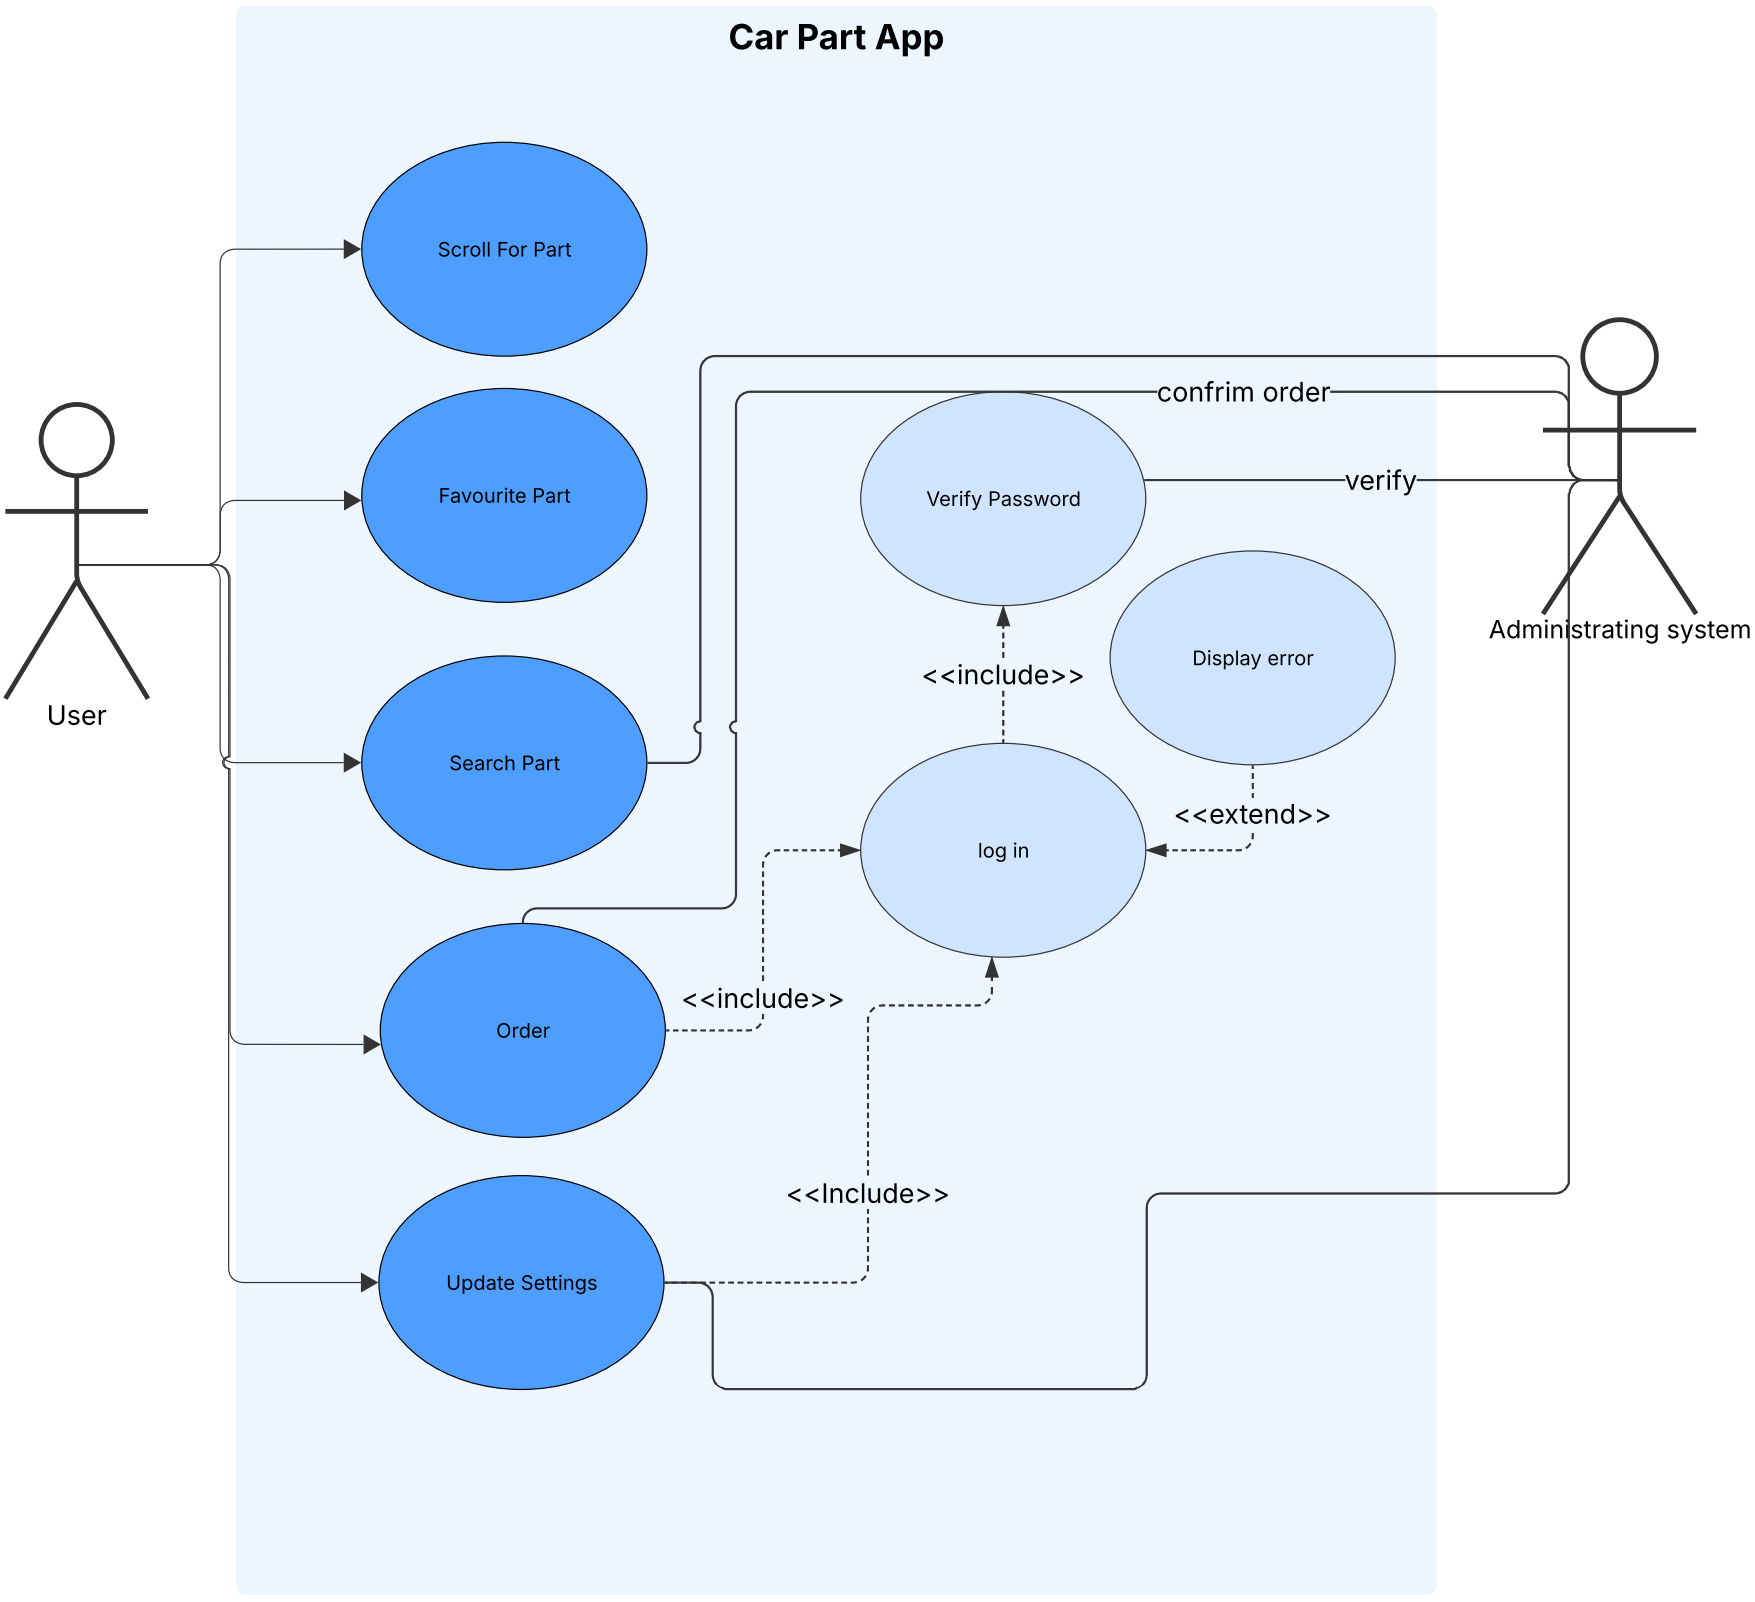 Car Part App
Scroll For Part
confrim order
Favourite Part
Verify Password
verify
Administrating system
Display error
<<include>>
User
Search Part
<<extend>>
log in
<<include>>
Order
<<Include>>
Update Settings